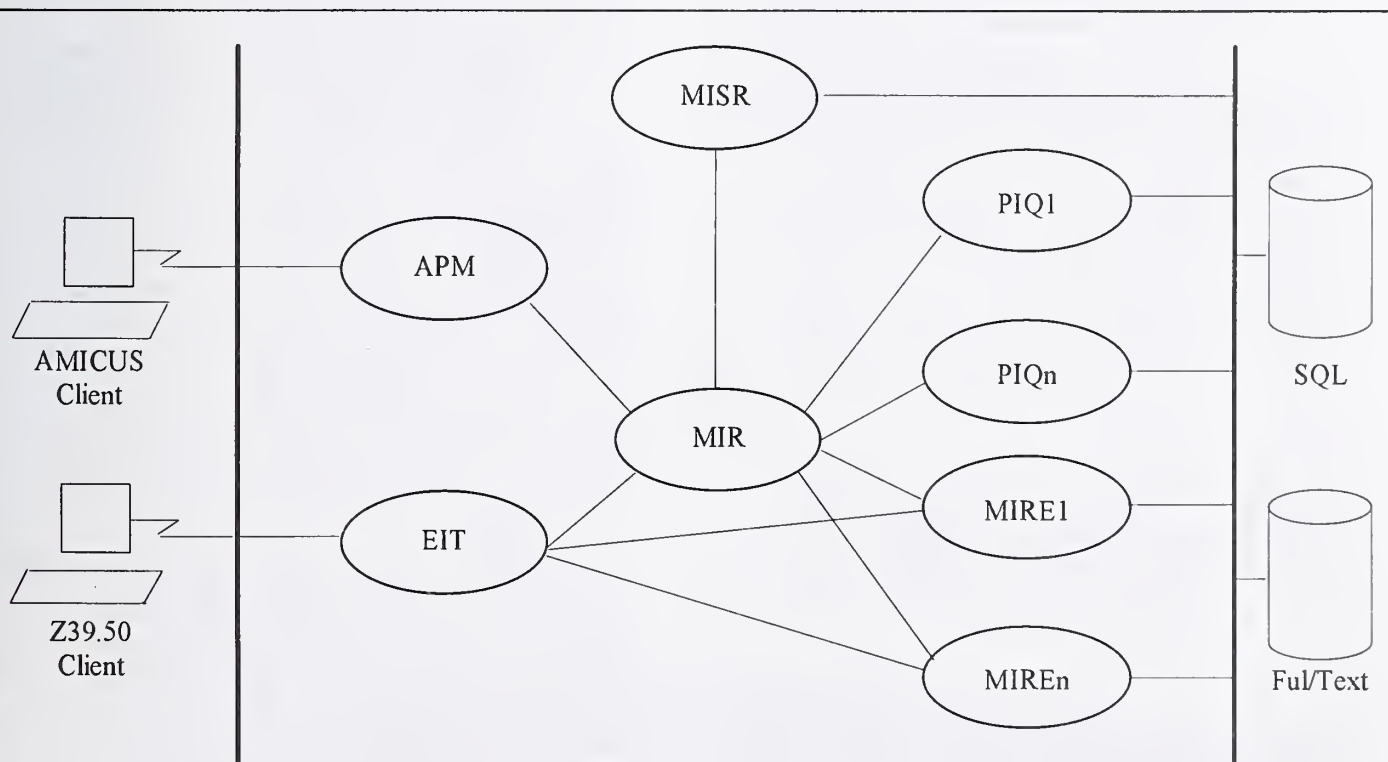 MISR
PIQ1
APM
AMICUS
Client
PIQn
SQL
MIR
MIRE1
EIT
Z39.50
Client
MIREn
Ful/Text